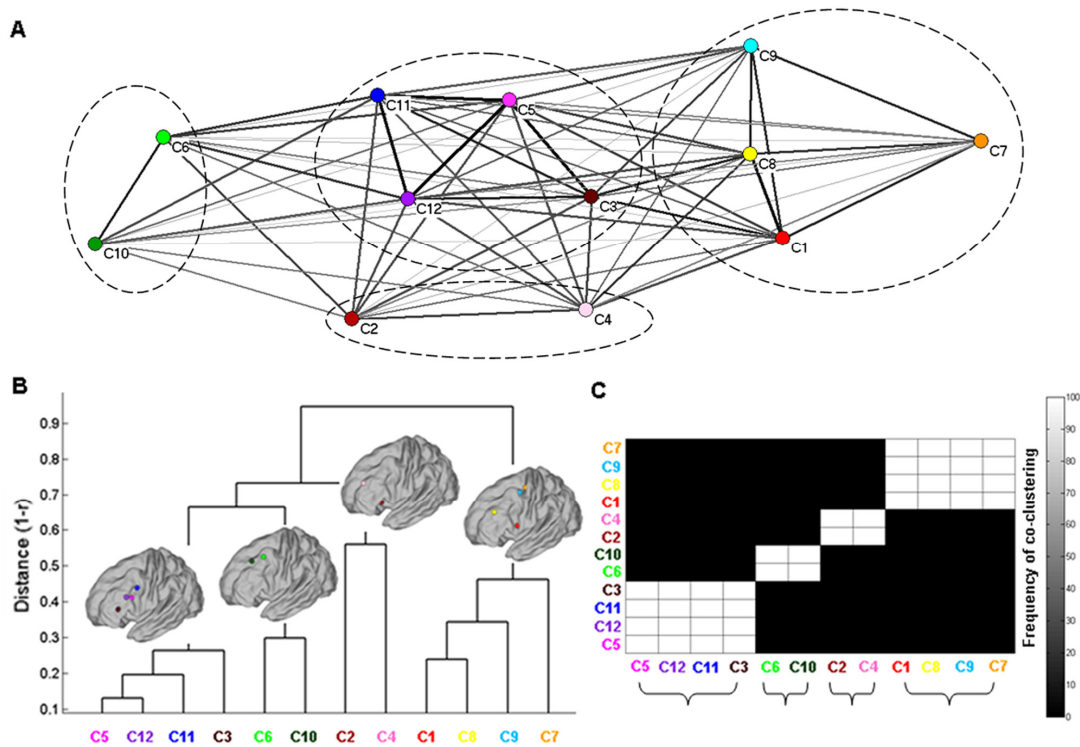 A
C9
C11
C5
C6
C8
C7
C12
C3
C10
C1
C2
C4
B
Distance (1-r)
0.9
0.8
0.7
0.6
0.5
0.4
0.3
0.2
0.1
C5 C12 C11 C3 C6 C10 C2 C4 C1 C8 C9 C7
C
C7
C9
C8
C1
C4
C2
C10
C6
C3
C11
C12
C5
C5 C12 C11 C3 C6 C10 C2 C4 C1 C8 C9 C7
Frequency of co-clustering
100
90
80
70
60
50
40
30
20
10
0